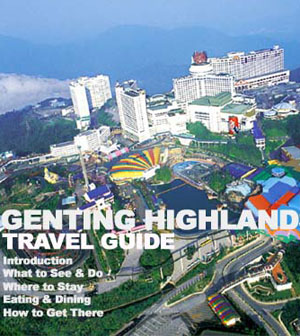 GENTING HIGHLAND
TRAVEL GUIDE
Introduction
What to See & Do
Where to Stay
Eating & Dining
How to Get There